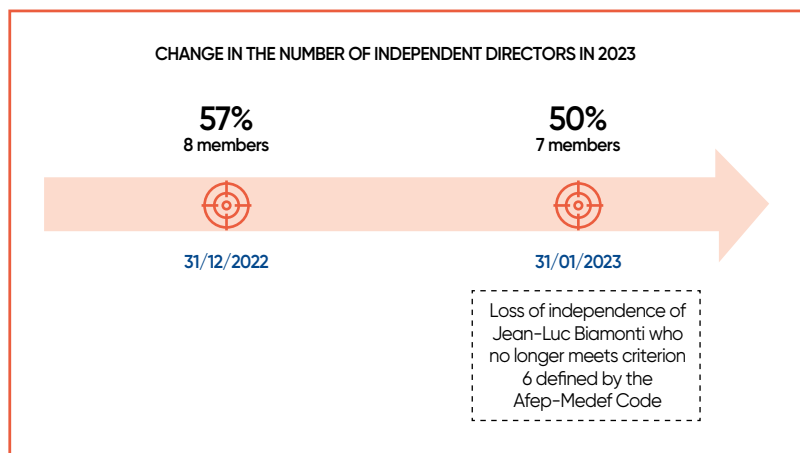 CHANGE IN THE NUMBER OF INDEPENDENT DIRECTORS IN 2023
57%
8 members
50%
7 members
31/12/2022
31/01/2023
Loss of independence of
Jean-Luc Biamonti who
no longer meets criterion
6 defined by the
Afep-Medef Code